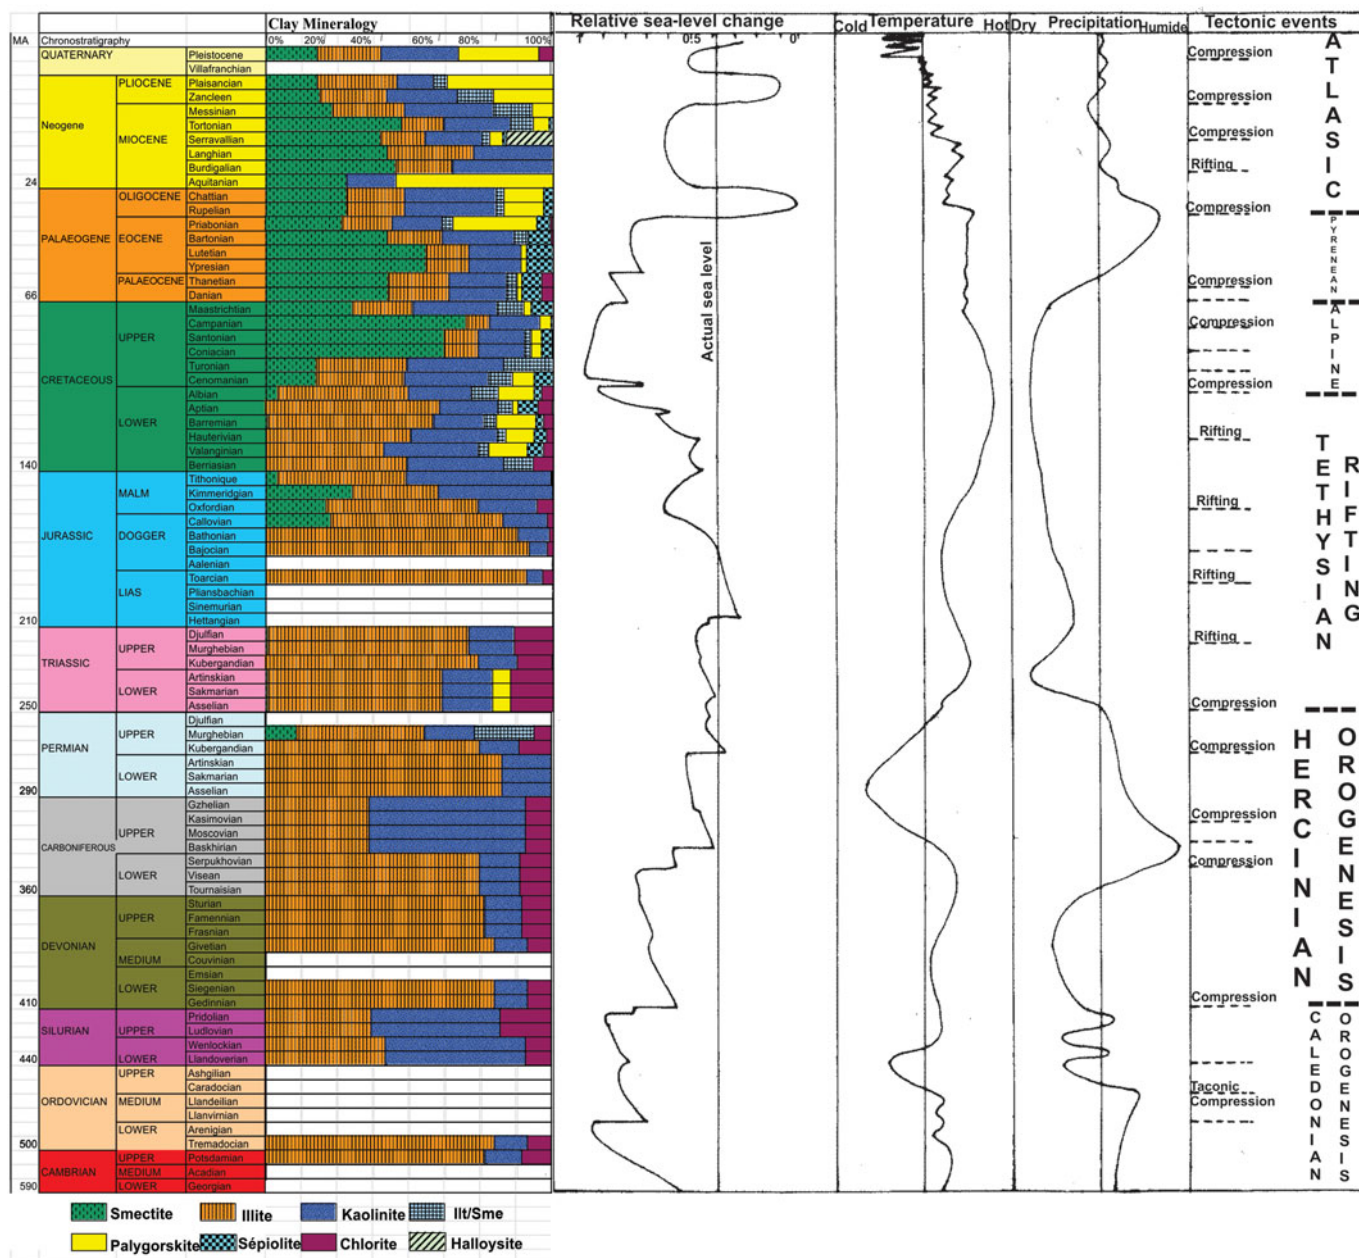 Clay Mineralogy
Relative sea-level change
Temperature
Precipitation
Tectonic events
MA Chronostratigraphy 0% 20% 40% 60% 80% 100%
1' 0.5 0'
Cold Hot Dry Humide
QUATERNARY Pleistocene
Villafranchian
Neogene
PLIOCENE Plaisancian
Zancleen
MIOCENE Messinian
Tortonian
Serravallian
Langhian
Burdigalian
Aquitanian
24
PALAEOGENE
OLIGOCENE Chattian
Rupelian
EOCENE Priabonian
Bartonian
Lutetian
Ypresian
PALAEOCENE Thanetian
Danian
66
CRETACEOUS
UPPER Maastrichtian
Campanian
Santonian
Coniacian
Turonian
Cenomanian
LOWER Albian
Aptian
Barremian
Hauterivian
Valanginian
Berriasian
140
JURASSIC
MALM Tithonique
Kimmeridgian
Oxfordian
DOGGER Callovian
Bathonian
Bajocian
Aalenian
LIAS Toarcian
Pliansbachian
Sinemurian
Hettangian
210
TRIASSIC
UPPER Djulfian
Murghebian
Kubergandian
LOWER Artinskian
Sakmarian
Asselian
250
PERMIAN
UPPER Djulfian
Murghebian
Kubergandian
LOWER Artinskian
Sakmarian
Asselian
290
CARBONIFEROUS
UPPER Gzhelian
Kasimovian
Moscovian
Baskhirian
LOWER Serpukhovian
Visean
Tournaisian
360
DEVONIAN
UPPER Sturian
Famennian
Frasnian
Givetian
MEDIUM Couvinian
Emsian
LOWER Siegenian
Gedinnian
410
SILURIAN
UPPER Pridolian
Ludlovian
Wenlockian
LOWER Llandoverian
440
ORDOVICIAN
UPPER Ashgilian
Caradocian
MEDIUM Llandeilian
Llanvirnian
LOWER Arenigian
Tremadocian
500
CAMBRIAN
UPPER Potsdamian
MEDIUM Acadian
LOWER Georgian
590
Actual sea level
Compression
Compression
Compression
Rifting
Compression
Compression
Compression
Compression
Rifting
Rifting
Rifting
Rifting
Compression
Compression
Compression
Compression
Compression
Taconic
Compression
ATLASIC
PYRENEAN
ALPINE
TETHYSIAN RIFTING
HERCINIAN OROGENESIS
CALEDONIAN OROGENESIS
Smectite Illite Kaolinite Ilt/Sme
Palygorskite Sépiolite Chlorite Halloysite